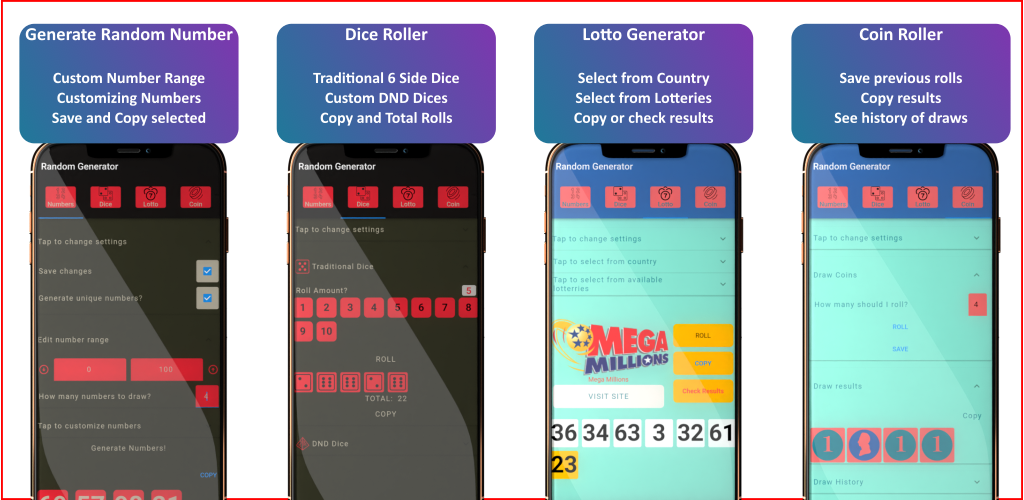 Generate Random Number
Custom Number Range
Customizing Numbers
Save and Copy selected
Random Generator
Numbers
Dice
Lotto
Coin
Tap to change settings
Save changes
Generate unique numbers?
Edit number range
0
100
How many numbers to draw?
4
Tap to customize numbers
Generate Numbers!
COPY
Dice Roller
Traditional 6 Side Dice
Custom DND Dices
Copy and Total Rolls
Random Generator
Numbers
Dice
Lotto
Coin
Tap to change settings
Traditional Dice
Roll Amount?
5
1 2 3 4 5 6 7 8
9 10
ROLL
TOTAL: 22
COPY
DND Dice
Lotto Generator
Select from Country
Select from Lotteries
Copy or check results
Random Generator
Numbers
Dice
Lotto
Coin
Tap to change settings
Tap to select from country
Tap to select from available
lotterries
MEGA
MILLIONS
Mega Millions
VISIT SITE
ROLL
COPY
Check Results
36 34 63 3 32 61
23
Coin Roller
Save previous rolls
Copy results
See history of draws
Random Generator
Numbers
Dice
Lotto
Coin
Tap to change settings
Draw Coins
How many should I roll?
4
ROLL
SAVE
Draw results
Copy
1
1
1
Draw History